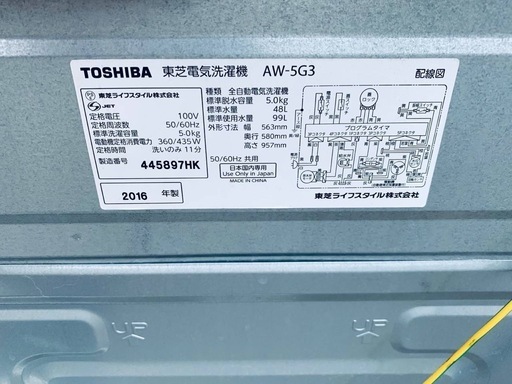 TOSHIBA 東芝電気洗濯機 AW-5G3 配線図
東芝ライフスタイル株式会社
JET
定格電圧 100V
定格周波数 50/60Hz
標準洗濯容量 5.0kg
電動機定格消費電力 360/435W
定格時間 洗いのみ 11分
製造番号 445897HK
2016 年製
種類 全自動電気洗濯機
標準脱水容量 5.0kg
標準水量 48L
標準使用水量 99L
外形寸法 幅 563mm
奥行 580mm
高さ 957mm
50/60Hz 共用
日本国内専用
Use Only in Japan
MADE IN CHINA
ロック
プログラムタイマ
東芝ライフスタイル株式会社
UP
UP